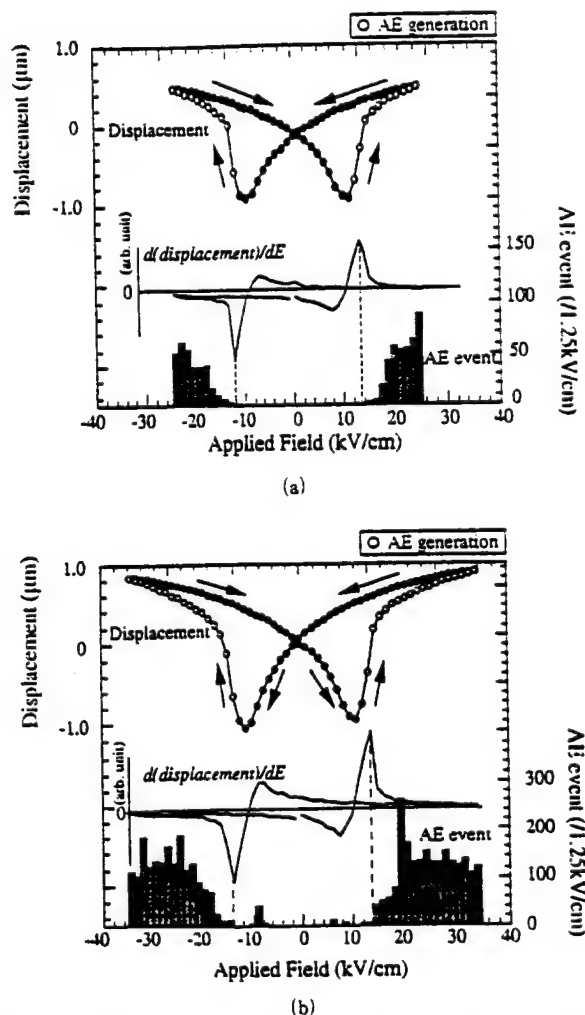 O AE generation
1.0
0
-1.0
Displacement (μm)
Displacement
(arb. unit)
d(displacement)/dE
0
150
100
50
0
AE event (/1.25kV/cm)
AE event
-40 -30 -20 -10 0 10 20 30 40
Applied Field (kV/cm)
(a)
O AE generation
1.0
0
-1.0
Displacement (μm)
Displacement
(arb. unit)
d(displacement)/dE
0
300
200
100
0
AE event (/1.25kV/cm)
AE event
-40 -30 -20 -10 0 10 20 30 40
Applied Field (kV/cm)
(b)